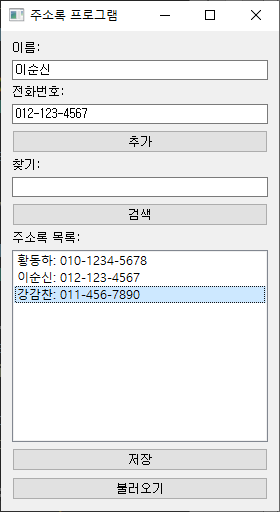 주소록 프로그램
이름:
이순신
전화번호:
012-123-4567
추가
찾기:
검색
주소록 목록:
황동하: 010-1234-5678
이순신: 012-123-4567
강감찬: 011-456-7890
저장
불러오기